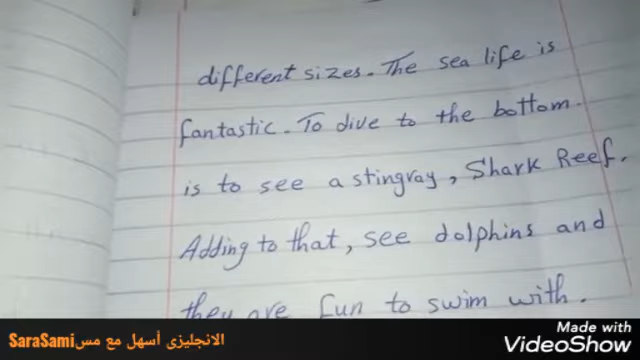 different sizes. The sea life is
fantastic. To dive to the bottom
is to see a stingray, Shark Reef.
Adding to that, see dolphins and
they are fun to swim with.
الانجليزى أسهل مع مسSaraSami
Made with
VideoShow